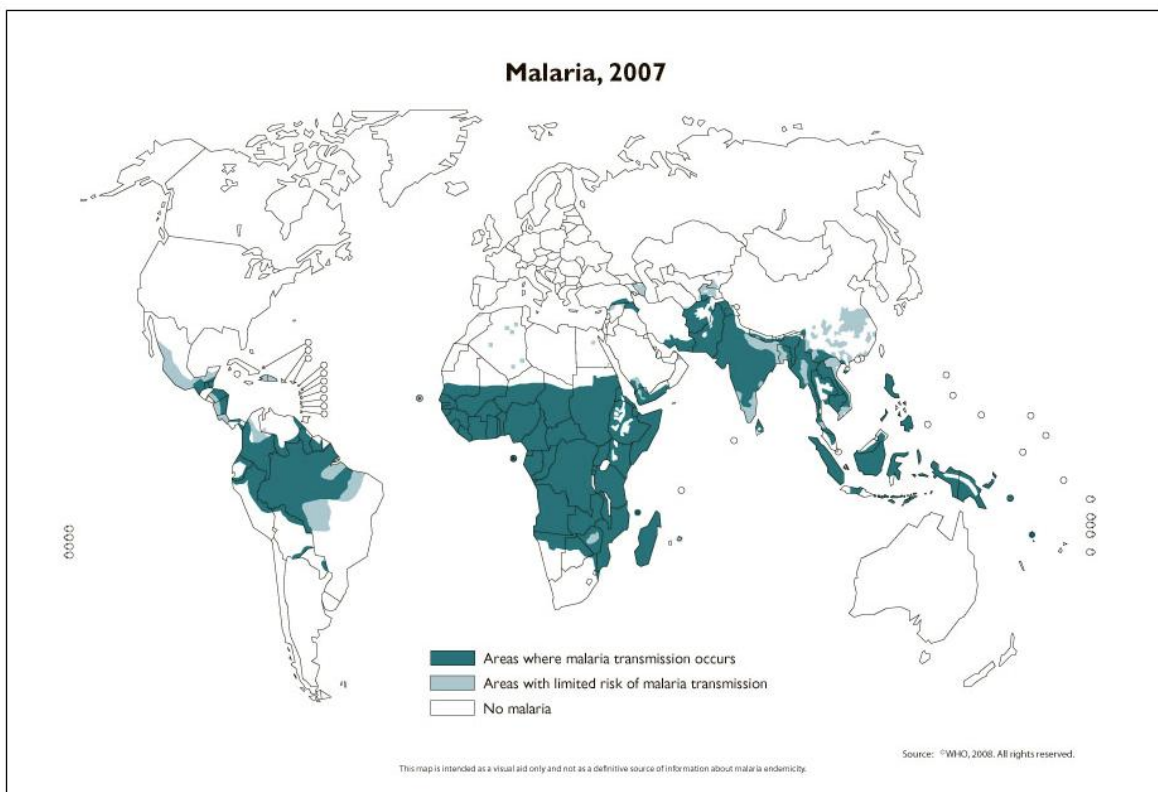 Malaria, 2007
Areas where malaria transmission occurs
Areas with limited risk of malaria transmission
No malaria
Source: ©WHO, 2008. All rights reserved.
This map is intended as a visual aid only and not as a definitive source of information about malaria endemicity.